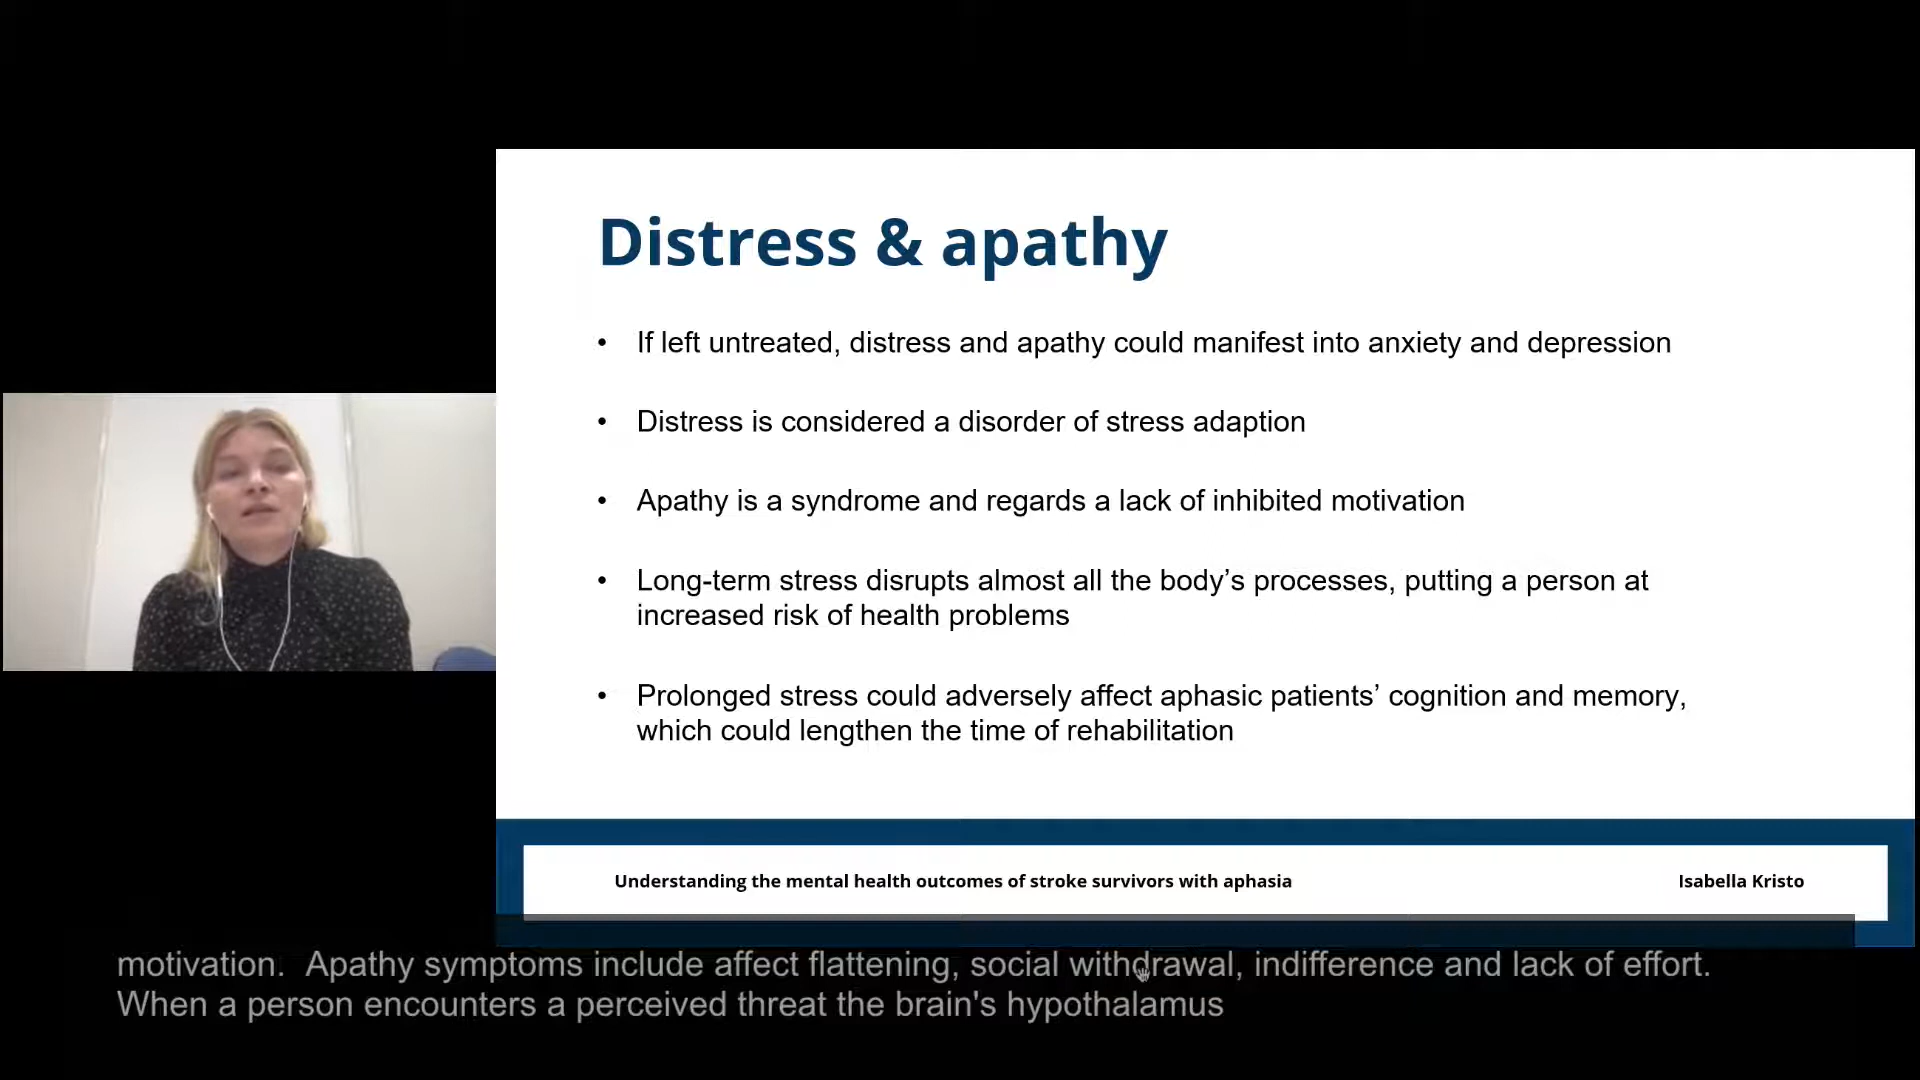 Distress & apathy
• If left untreated, distress and apathy could manifest into anxiety and depression
• Distress is considered a disorder of stress adaption
• Apathy is a syndrome and regards a lack of inhibited motivation
• Long-term stress disrupts almost all the body’s processes, putting a person at
increased risk of health problems
• Prolonged stress could adversely affect aphasic patients’ cognition and memory,
which could lengthen the time of rehabilitation
Understanding the mental health outcomes of stroke survivors with aphasia
Isabella Kristo
motivation.  Apathy symptoms include affect flattening, social withdrawal, indifference and lack of effort.
When a person encounters a perceived threat the brain's hypothalamus